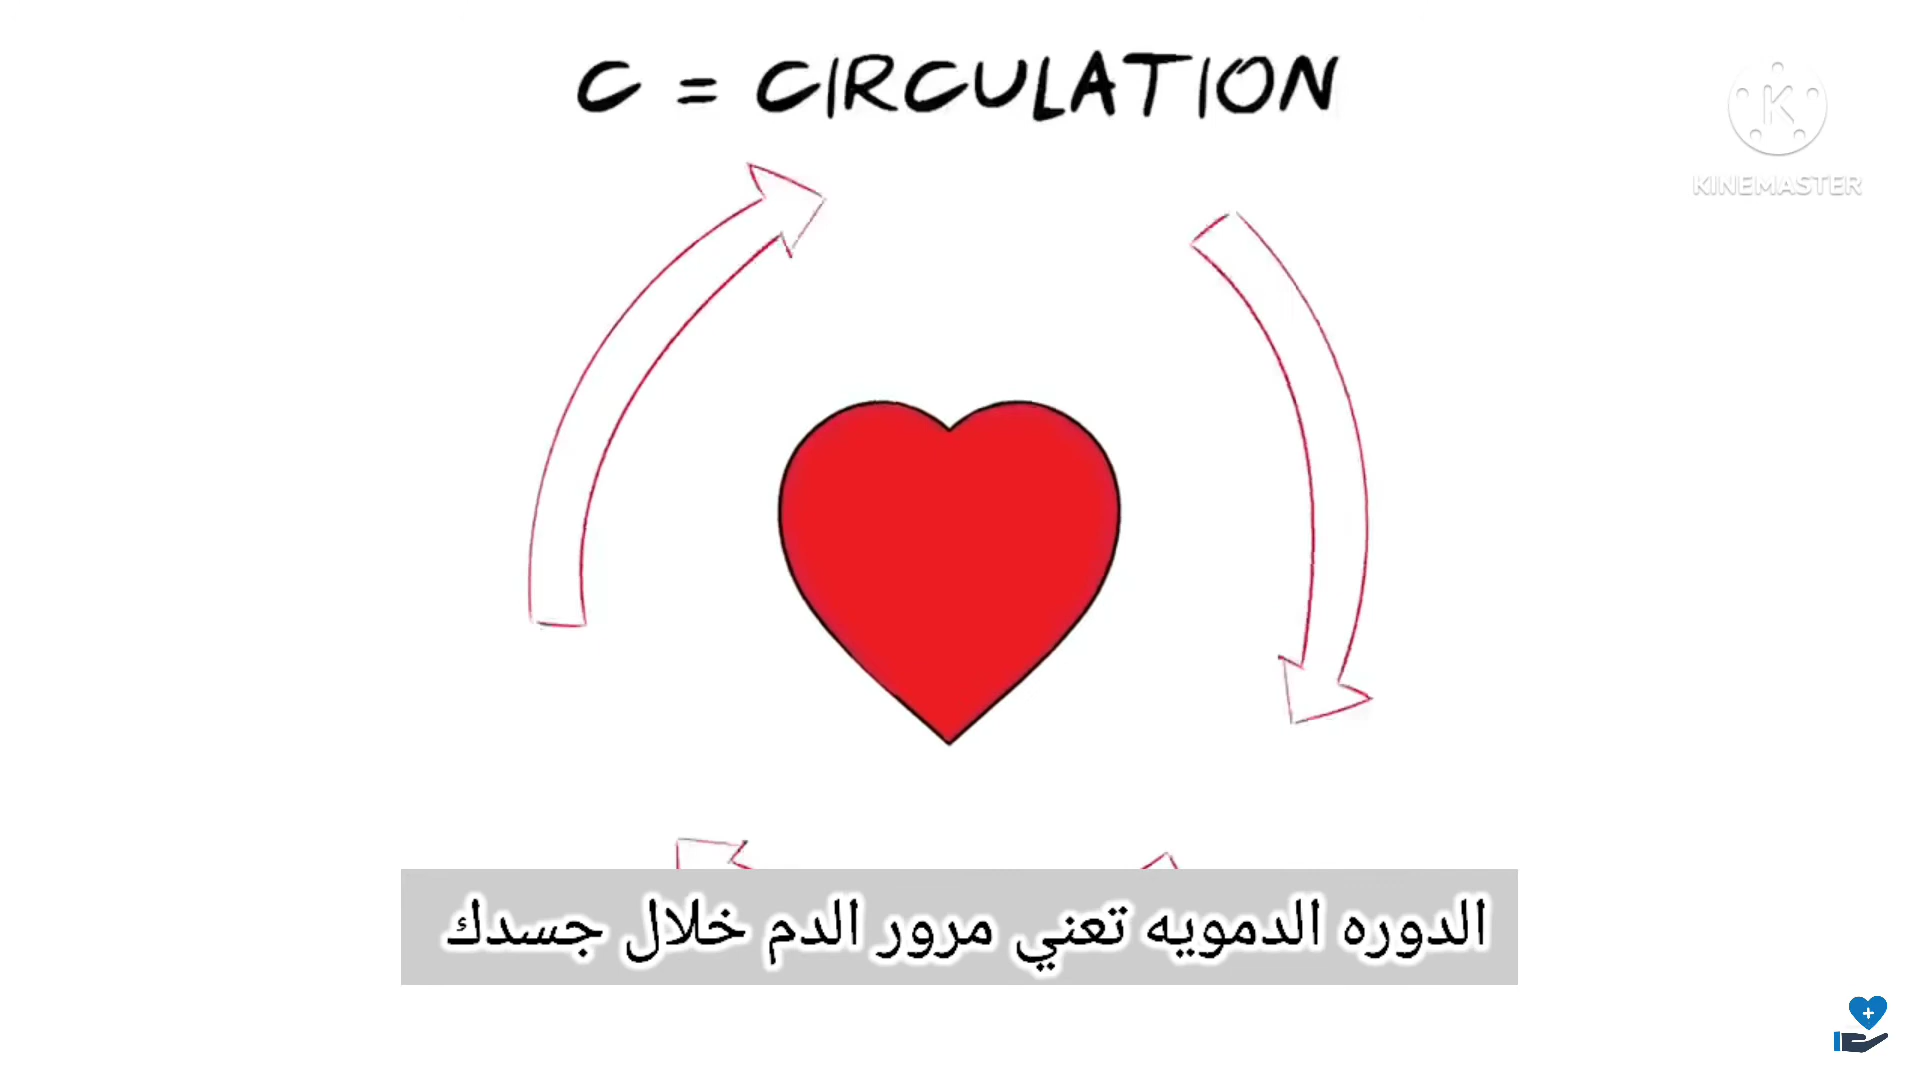 C = CIRCULATION
KINEMASTER
الدوره الدمويه تعني مرور الدم خلال جسدك